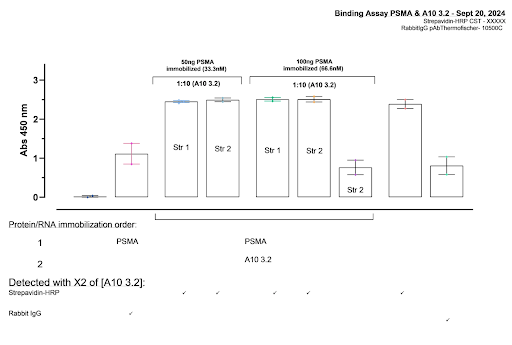 Binding Assay PSMA & A10 3.2 - Sept 20, 2024
Strepavidin-HRP CST - XXXXX
RabbitIgG pAbThermofischer- 10500C
50ng PSMA
immobilized (33.3nM)
100ng PSMA
immobilized (66.6nM)
1:10 (A10 3.2)
1:10 (A10 3.2)
Abs 450 nm
3
2
1
0
Str 1
Str 2
Str 1
Str 2
Str 2
Protein/RNA immobilization order:
1 PSMA PSMA
2 A10 3.2
Detected with X2 of [A10 3.2]:
Strepavidin-HRP ✓ ✓ ✓ ✓ ✓
Rabbit IgG ✓ ✓